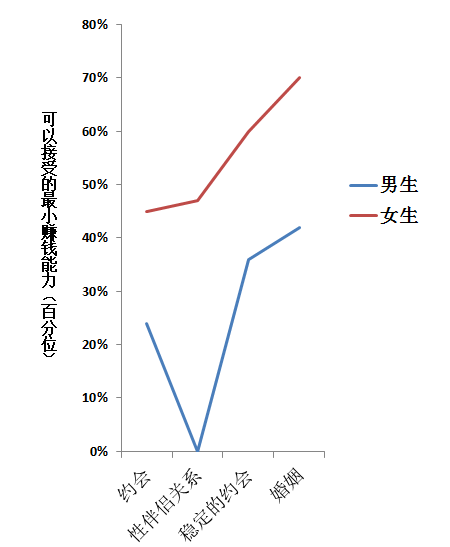 80%
70%
60%
50%
40%
30%
20%
10%
0%
可以接受的最小赚钱能力（百分位）
男生
女生
约会
性伴侣关系
稳定的约会
婚姻